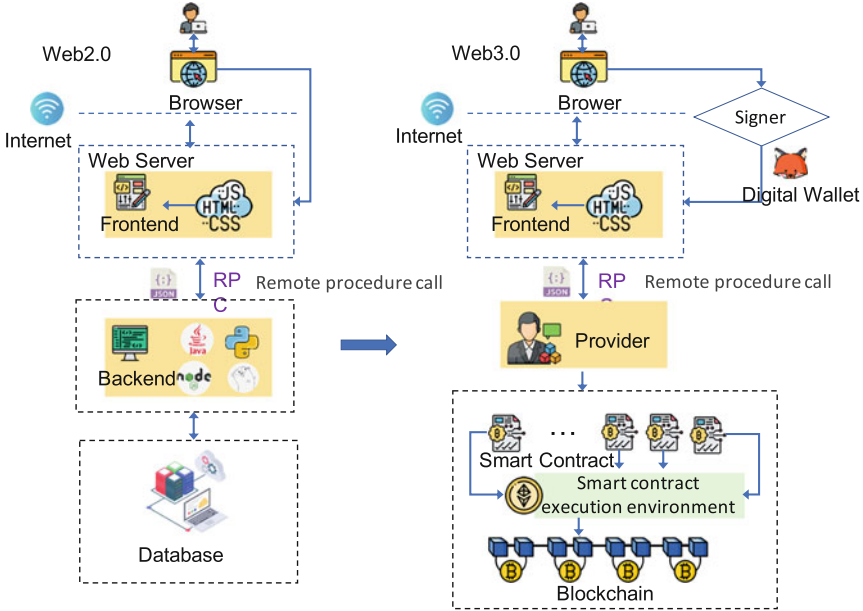 Web2.0
Browser
Internet
Web Server
</>
JS
HTML
CSS
Frontend
{:}
JSON
RP
C
Remote procedure call
Java
Backend
node
Database
Web3.0
Brower
Internet
Signer
Digital Wallet
Web Server
</>
JS
HTML
CSS
Frontend
{:}
JSON
RP
Remote procedure call
Provider
...
Smart Contract
Smart contract
execution environment
Blockchain